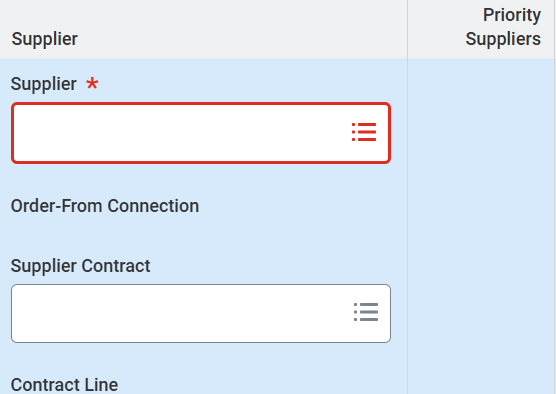 Supplier
Priority
Suppliers
Supplier *
Order-From Connection
Supplier Contract
Contract Line